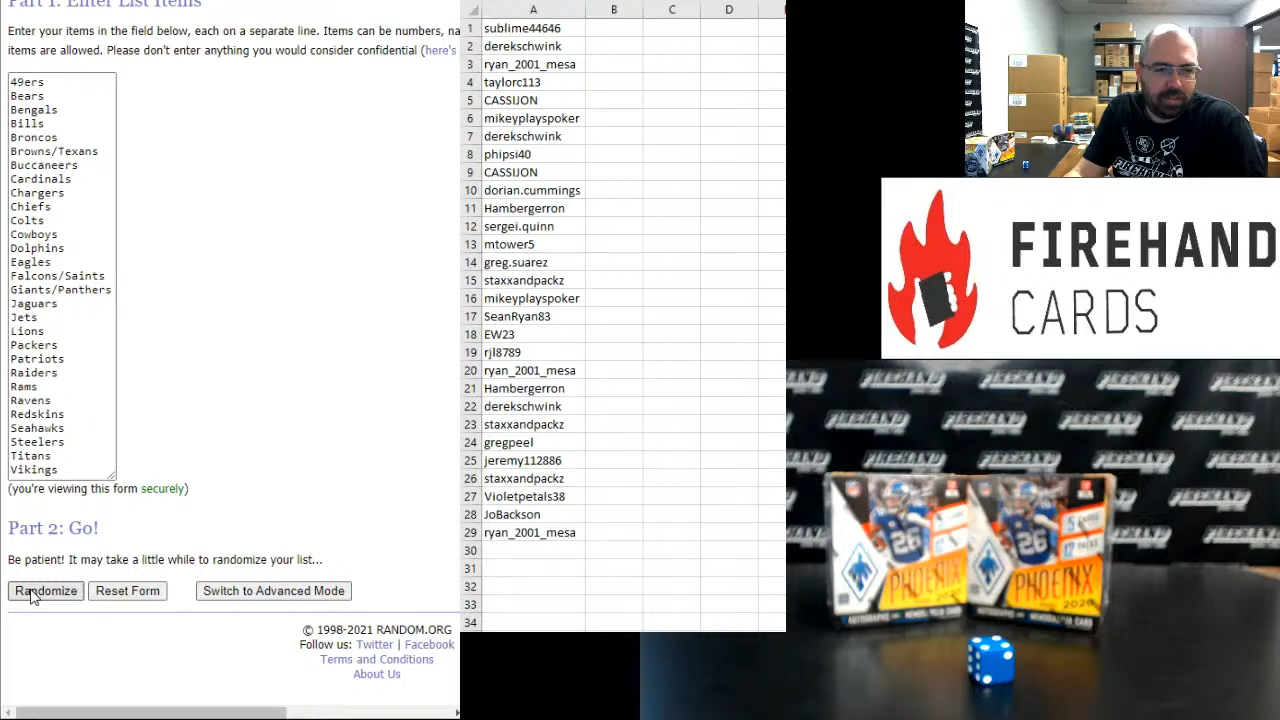 Part 1: Enter List Items
Enter your items in the field below, each on a separate line. Items can be numbers, na
items are allowed. Please don't enter anything you would consider confidential (here's
49ers
Bears
Bengals
Bills
Broncos
Browns/Texans
Buccaneers
Cardinals
Chargers
Chiefs
Colts
Cowboys
Dolphins
Eagles
Falcons/Saints
Giants/Panthers
Jaguars
Jets
Lions
Packers
Patriots
Raiders
Rams
Ravens
Redskins
Seahawks
Steelers
Titans
Vikings
(you're viewing this form securely)
Part 2: Go!
Be patient! It may take a little while to randomize your list...
Randomize Reset Form Switch to Advanced Mode
© 1998-2021 RANDOM.ORG
Follow us: Twitter | Facebook
Terms and Conditions
About Us
A B C D
1 sublime44646
2 derekschwink
3 ryan_2001_mesa
4 taylorc113
5 CASSIJON
6 mikeyplayspoker
7 derekschwink
8 phipsi40
9 CASSIJON
10 dorian.cummings
11 Hambergerron
12 sergei.quinn
13 mtower5
14 greg.suarez
15 staxxandpackz
16 mikeyplayspoker
17 SeanRyan83
18 EW23
19 rjl8789
20 ryan_2001_mesa
21 Hambergerron
22 derekschwink
23 staxxandpackz
24 gregpeel
25 jeremy112886
26 staxxandpackz
27 Violetpetals38
28 JoBackson
29 ryan_2001_mesa
30
31
32
33
34
FIREHAND
CARDS
FIREHAND
PHOENIX
PHOENIX
2020
5 CARDS
12 PACKS
26
26